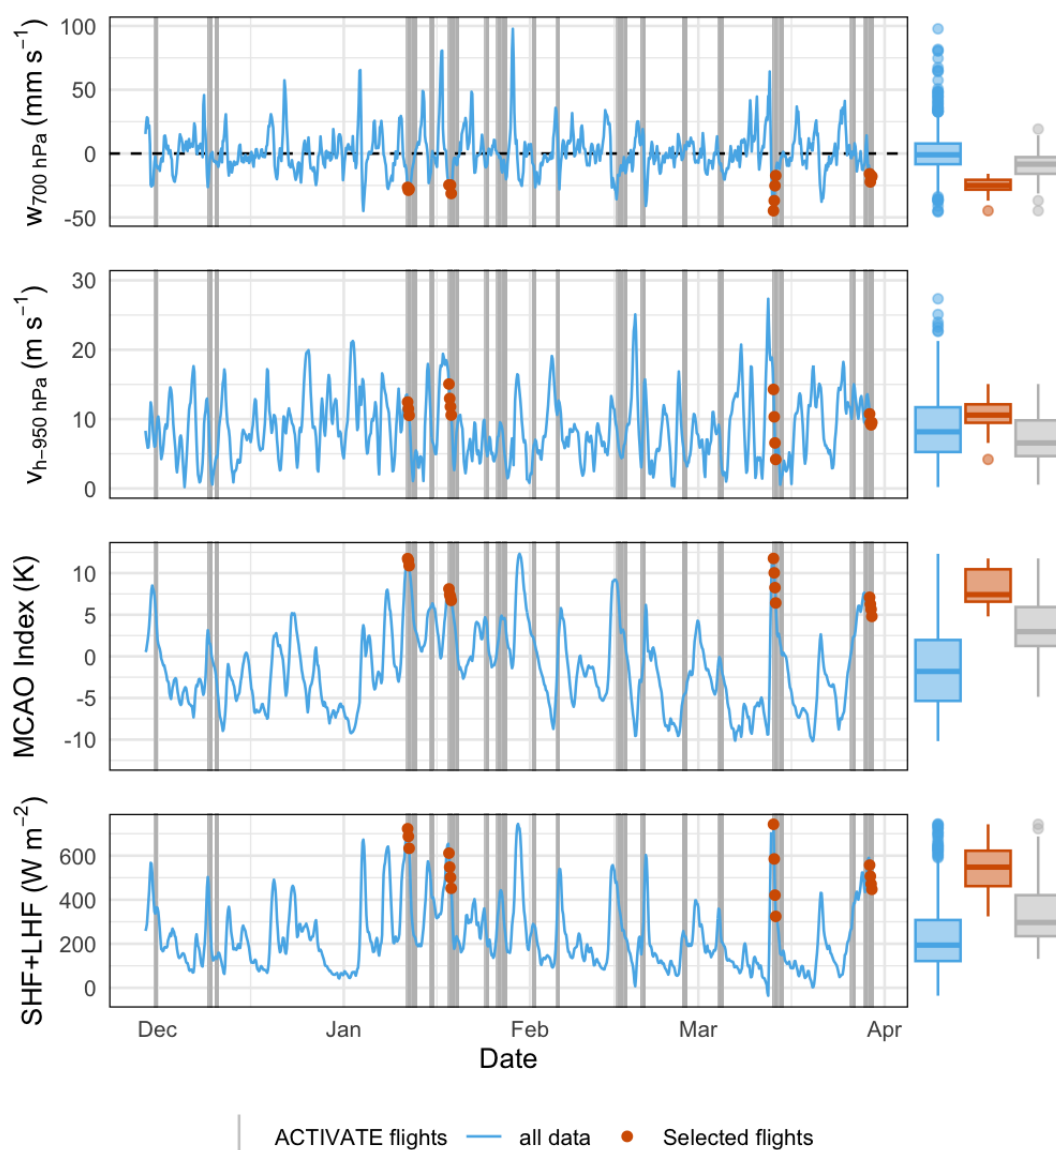 w700 hPa (mm s−1)
100
50
0
-50
vh−950 hPa (m s−1)
30
20
10
0
MCAO Index (K)
10
5
0
-5
-10
SHF+LHF (W m−2)
600
400
200
0
Dec Jan Feb Mar Apr
Date
ACTIVATE flights all data Selected flights